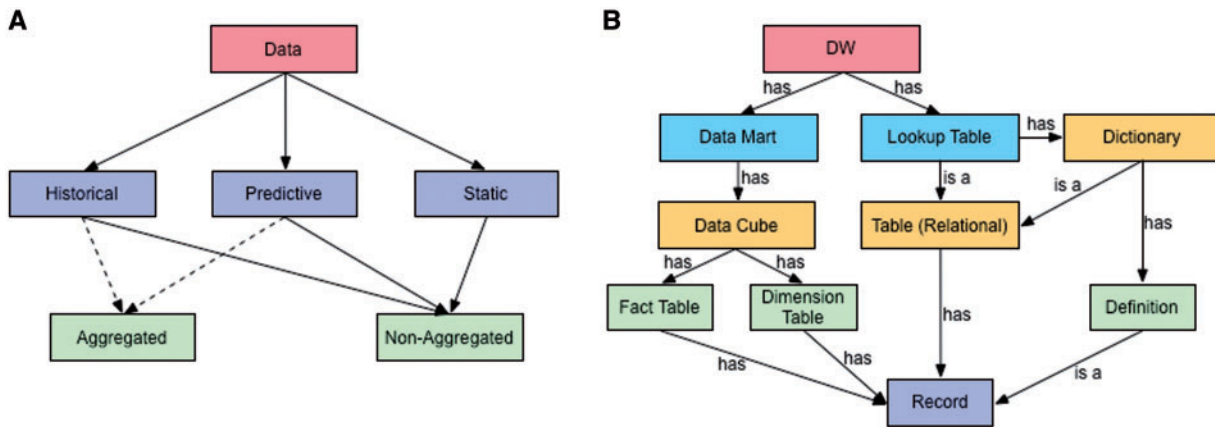 A
Data
Historical
Predictive
Static
Aggregated
Non-Aggregated
B
DW
has
has
Data Mart
Lookup Table
has
Dictionary
has
is a
is a
Data Cube
Table (Relational)
has
has
has
Fact Table
Dimension
Table
Definition
has
has
has
is a
Record